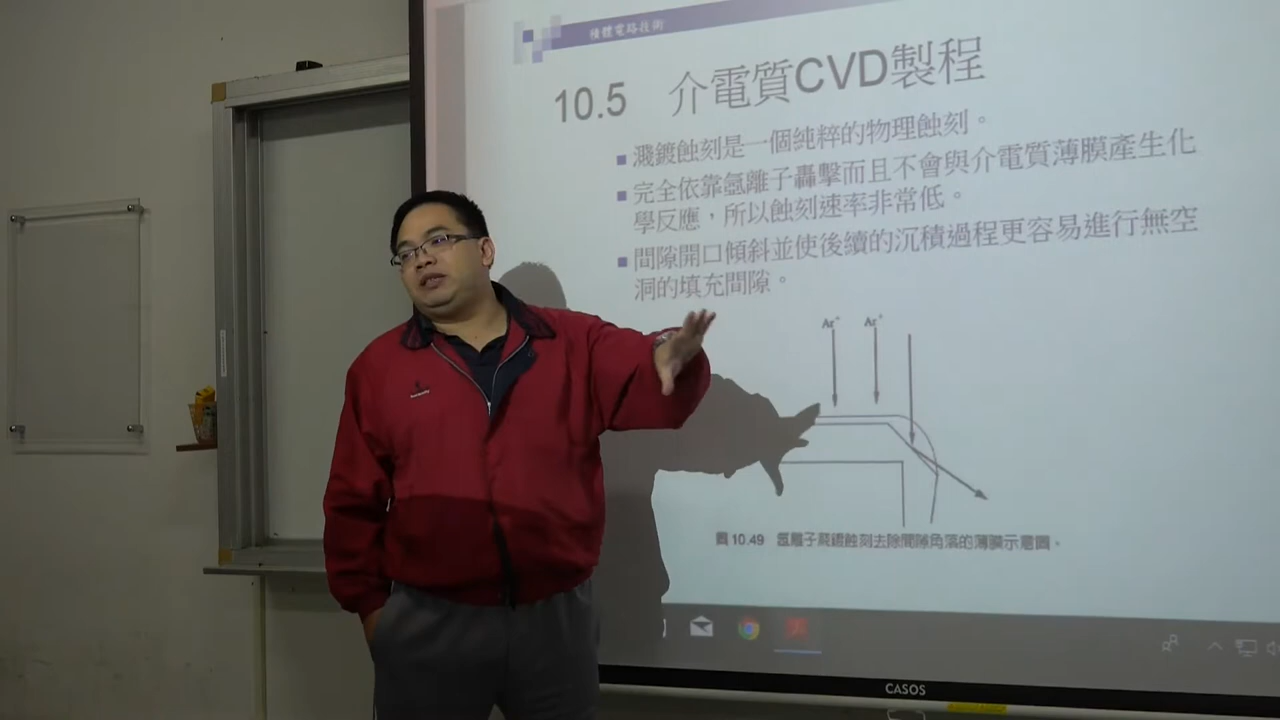 積體電路技術
10.5 介電質CVD製程
濺鍍蝕刻是一個純粹的物理蝕刻。
完全依靠氬離子轟擊而且不會與介電質薄膜產生化
學反應，所以蝕刻速率非常低。
間隙開口傾斜並使後續的沉積過程更容易進行無空
洞的填充間隙。
Ar⁺ Ar⁺
圖 10.49 氬離子濺鍍蝕刻去除間隙角落的薄膜示意圖。
CASOS